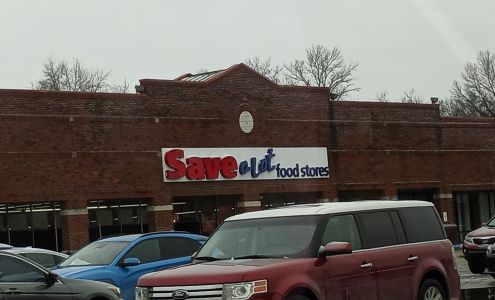 Save a lot food stores